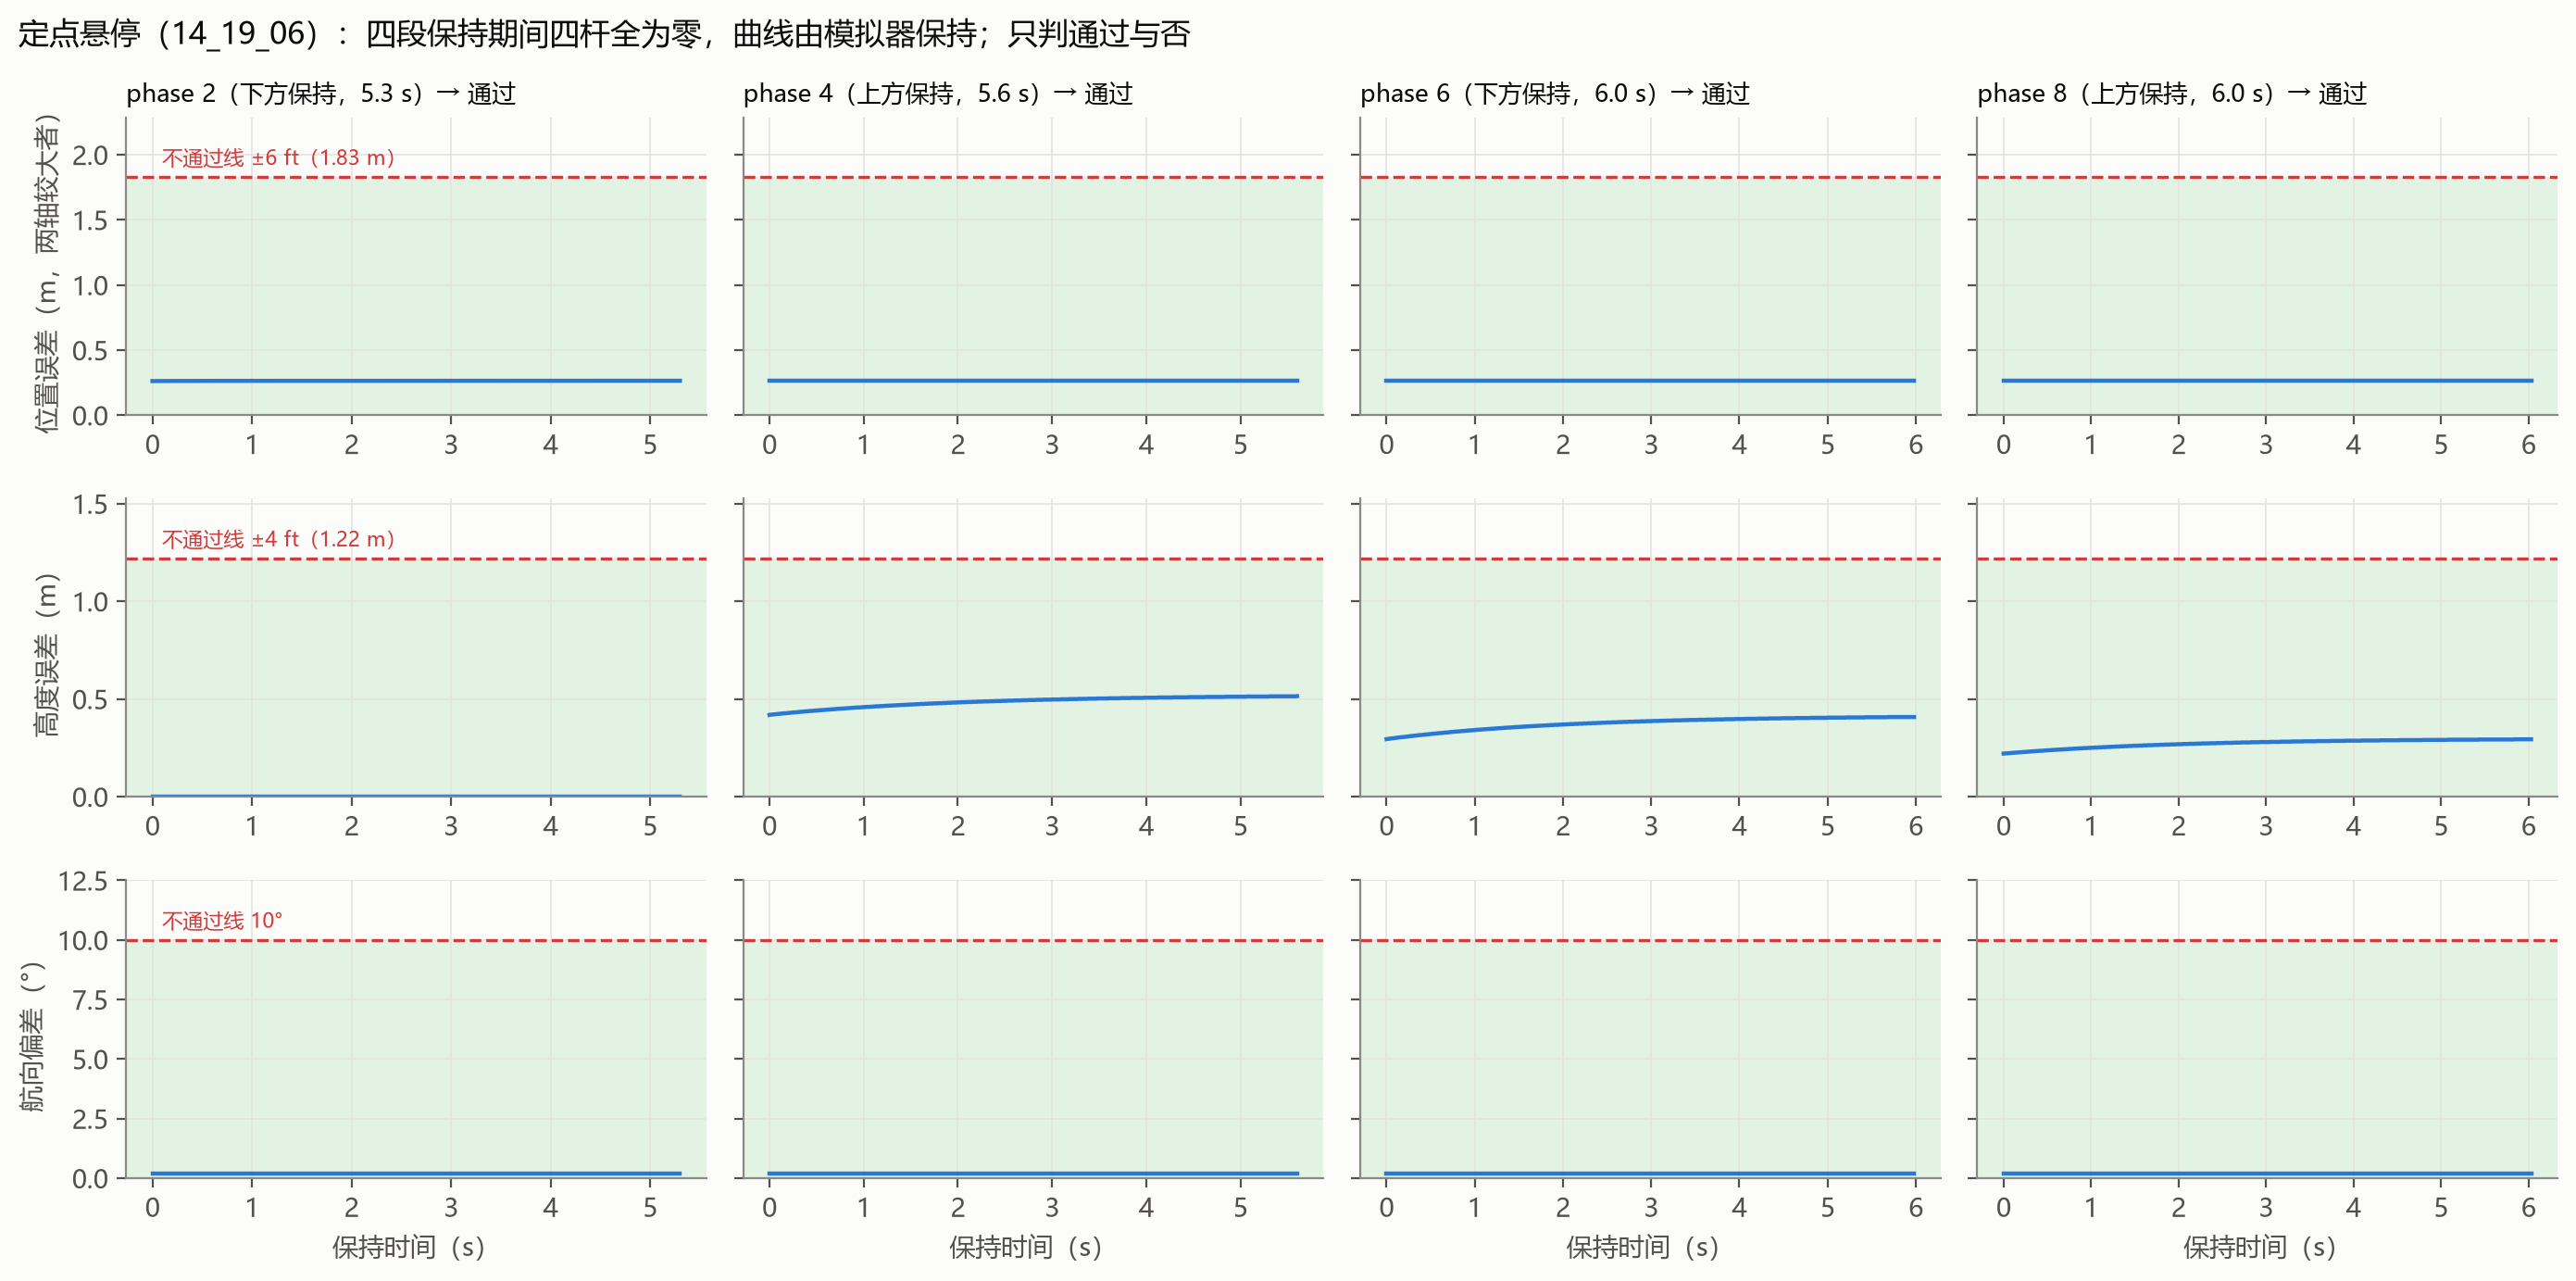 定点悬停（14_19_06）：四段保持期间四杆全为零，曲线由模拟器保持；只判通过与否
phase 2（下方保持，5.3 s）→ 通过
phase 4（上方保持，5.6 s）→ 通过
phase 6（下方保持，6.0 s）→ 通过
phase 8（上方保持，6.0 s）→ 通过
位置误差（m，两轴较大者）
2.0
1.5
1.0
0.5
0.0
不通过线 ±6 ft（1.83 m）
0 1 2 3 4 5
0 1 2 3 4 5
0 1 2 3 4 5 6
0 1 2 3 4 5 6
高度误差（m）
1.5
1.0
0.5
0.0
不通过线 ±4 ft（1.22 m）
0 1 2 3 4 5
0 1 2 3 4 5
0 1 2 3 4 5 6
0 1 2 3 4 5 6
航向偏差（°）
12.5
10.0
7.5
5.0
2.5
0.0
不通过线 10°
0 1 2 3 4 5
0 1 2 3 4 5
0 1 2 3 4 5 6
0 1 2 3 4 5 6
保持时间（s）
保持时间（s）
保持时间（s）
保持时间（s）